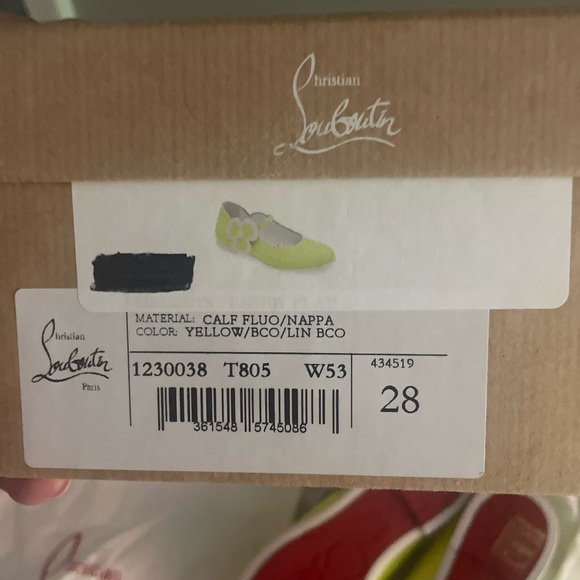 Christian
Louboutin
MATERIAL: CALF FLUO/NAPPA
COLOR: YELLOW/BCO/LIN BCO
Christian
Louboutin
Paris
1230038 T805 W53
434519
28
361548 5745086